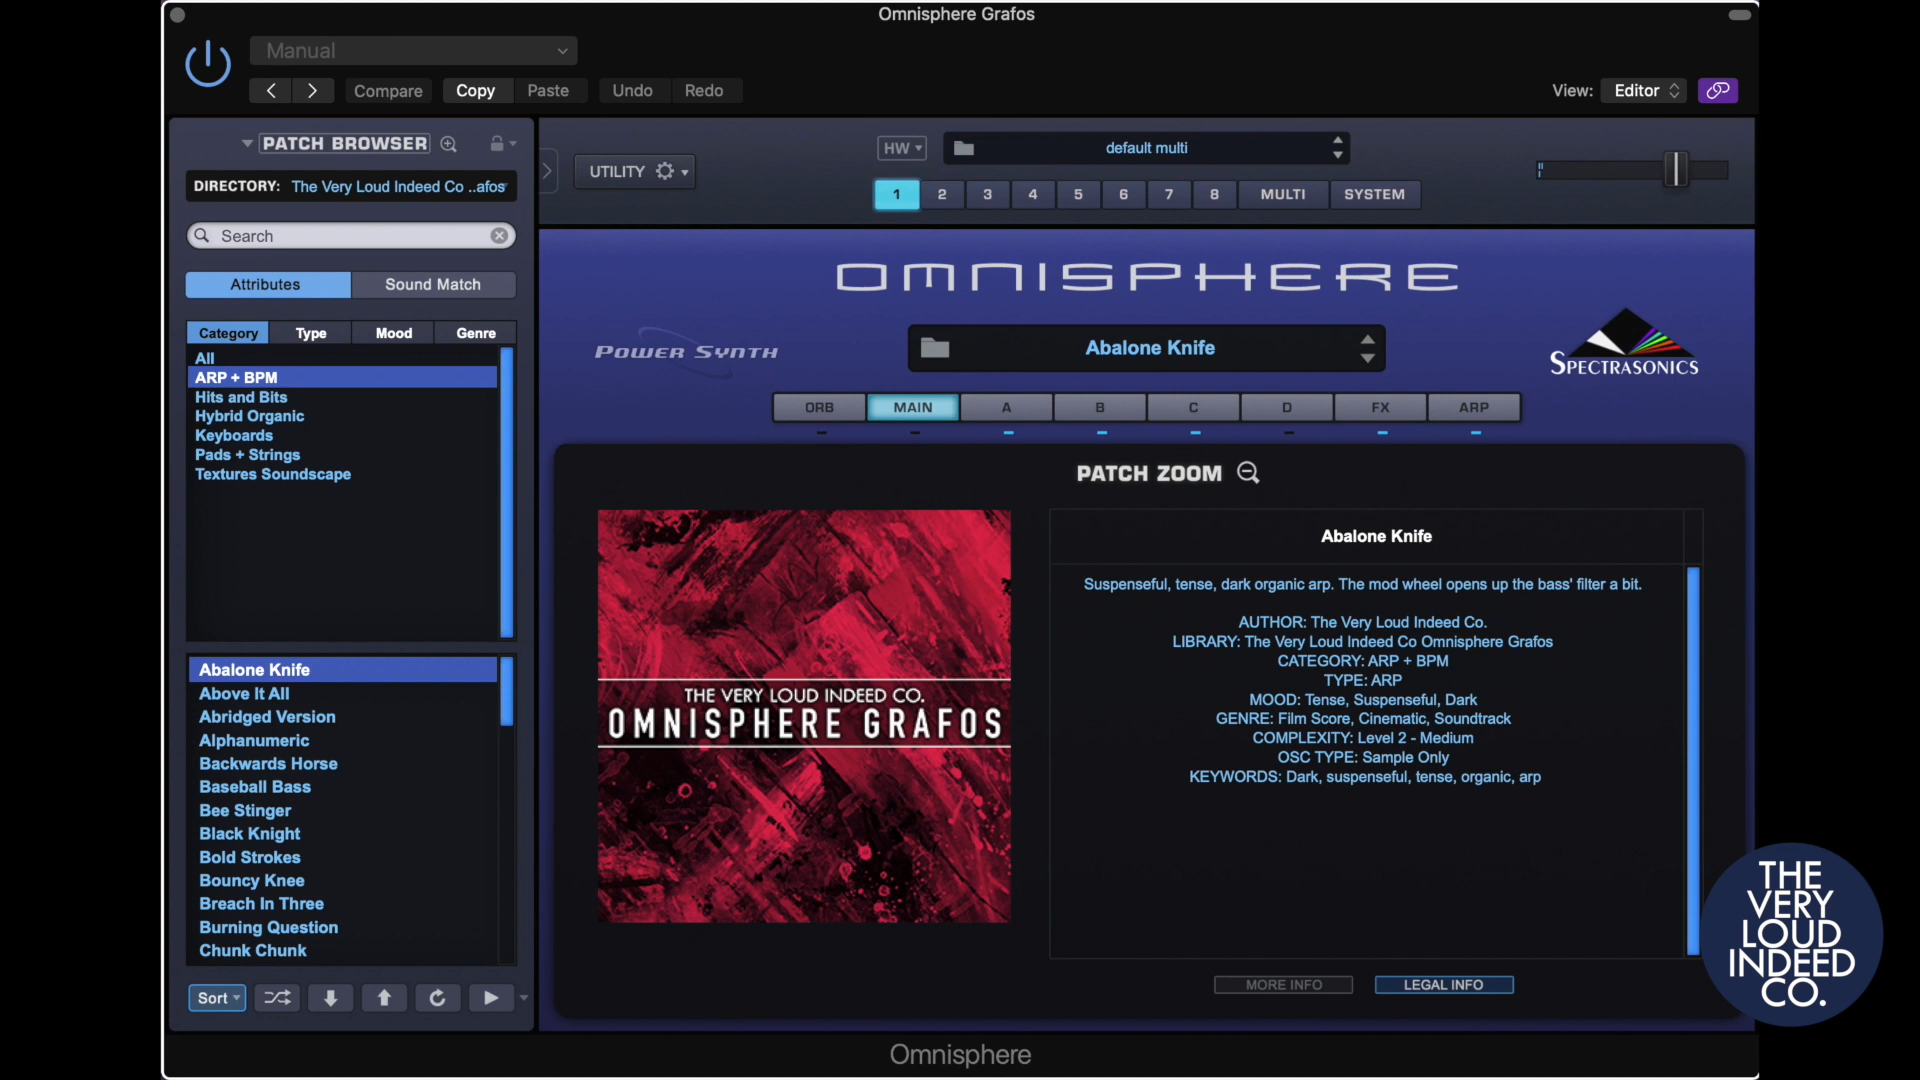 Omnisphere Grafos
Manual
Compare
Copy
Paste
Undo
Redo
View:
Editor
PATCH BROWSER
DIRECTORY: The Very Loud Indeed Co ..afos
Search
Attributes
Sound Match
Category
Type
Mood
Genre
All
ARP + BPM
Hits and Bits
Hybrid Organic
Keyboards
Pads + Strings
Textures Soundscape
Abalone Knife
Above It All
Abridged Version
Alphanumeric
Backwards Horse
Baseball Bass
Bee Stinger
Black Knight
Bold Strokes
Bouncy Knee
Breach In Three
Burning Question
Chunk Chunk
Sort
UTILITY
HW
default multi
1
2
3
4
5
6
7
8
MULTI
SYSTEM
OMNISPHERE
POWER SYNTH
Abalone Knife
SPECTRASONICS
ORB
MAIN
A
B
C
D
FX
ARP
PATCH ZOOM
THE VERY LOUD INDEED CO.
OMNISPHERE GRAFOS
Abalone Knife
Suspenseful, tense, dark organic arp. The mod wheel opens up the bass' filter a bit.
AUTHOR: The Very Loud Indeed Co.
LIBRARY: The Very Loud Indeed Co Omnisphere Grafos
CATEGORY: ARP + BPM
TYPE: ARP
MOOD: Tense, Suspenseful, Dark
GENRE: Film Score, Cinematic, Soundtrack
COMPLEXITY: Level 2 - Medium
OSC TYPE: Sample Only
KEYWORDS: Dark, suspenseful, tense, organic, arp
MORE INFO
LEGAL INFO
THE
VERY
LOUD
INDEED
CO.
Omnisphere